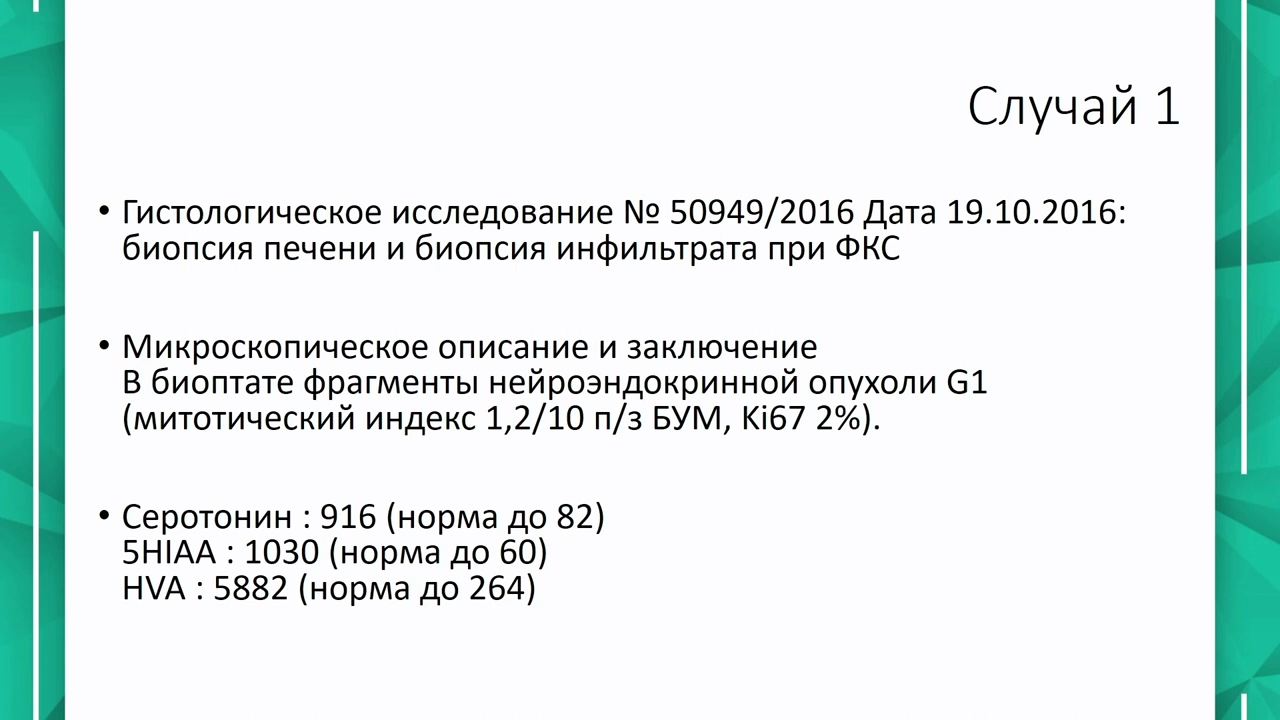 Случай 1
• Гистологическое исследование № 50949/2016 Дата 19.10.2016:
биопсия печени и биопсия инфильтрата при ФКС
• Микроскопическое описание и заключение
В биоптате фрагменты нейроэндокринной опухоли G1
(митотический индекс 1,2/10 п/з БУМ, Ki67 2%).
• Серотонин : 916 (норма до 82)
5HIAA : 1030 (норма до 60)
HVA : 5882 (норма до 264)